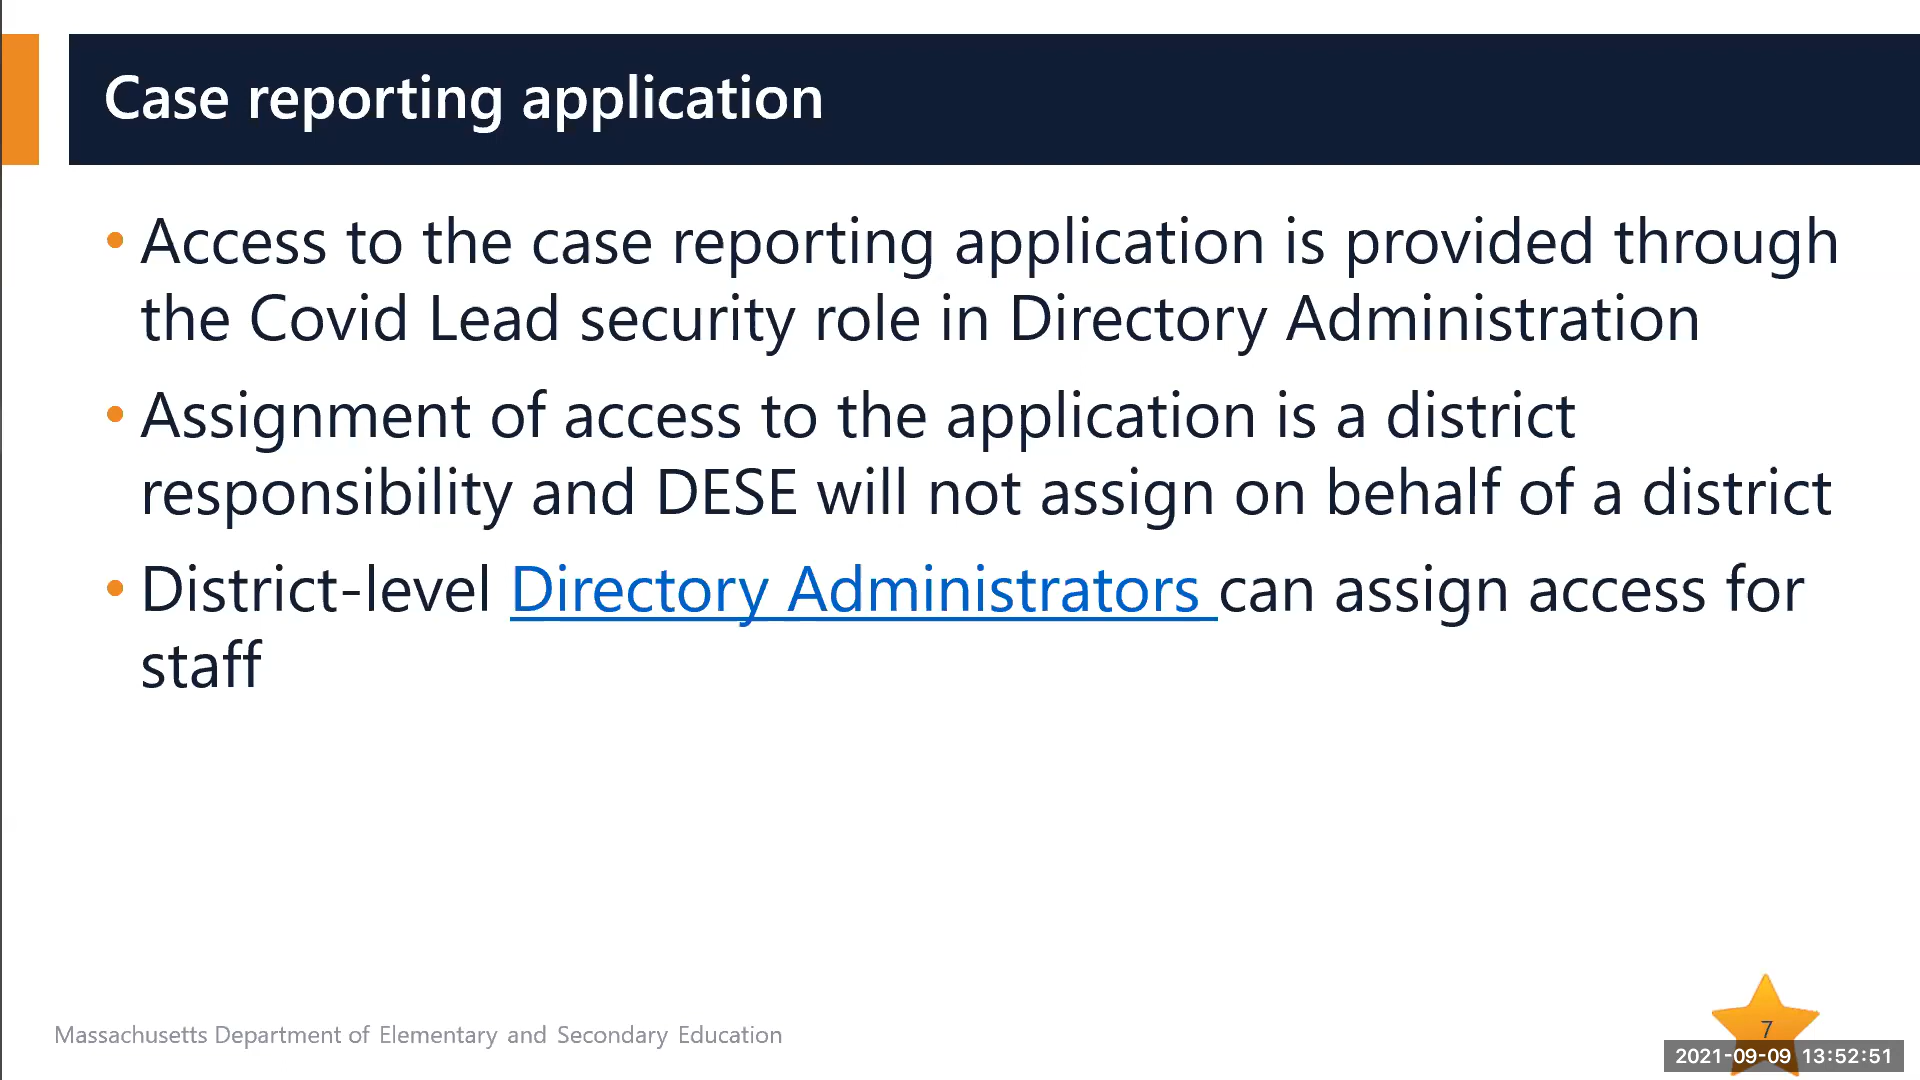 Case reporting application
• Access to the case reporting application is provided through
the Covid Lead security role in Directory Administration
• Assignment of access to the application is a district
responsibility and DESE will not assign on behalf of a district
• District-level Directory Administrators can assign access for
staff
Massachusetts Department of Elementary and Secondary Education
7
2021-09-09 13:52:51